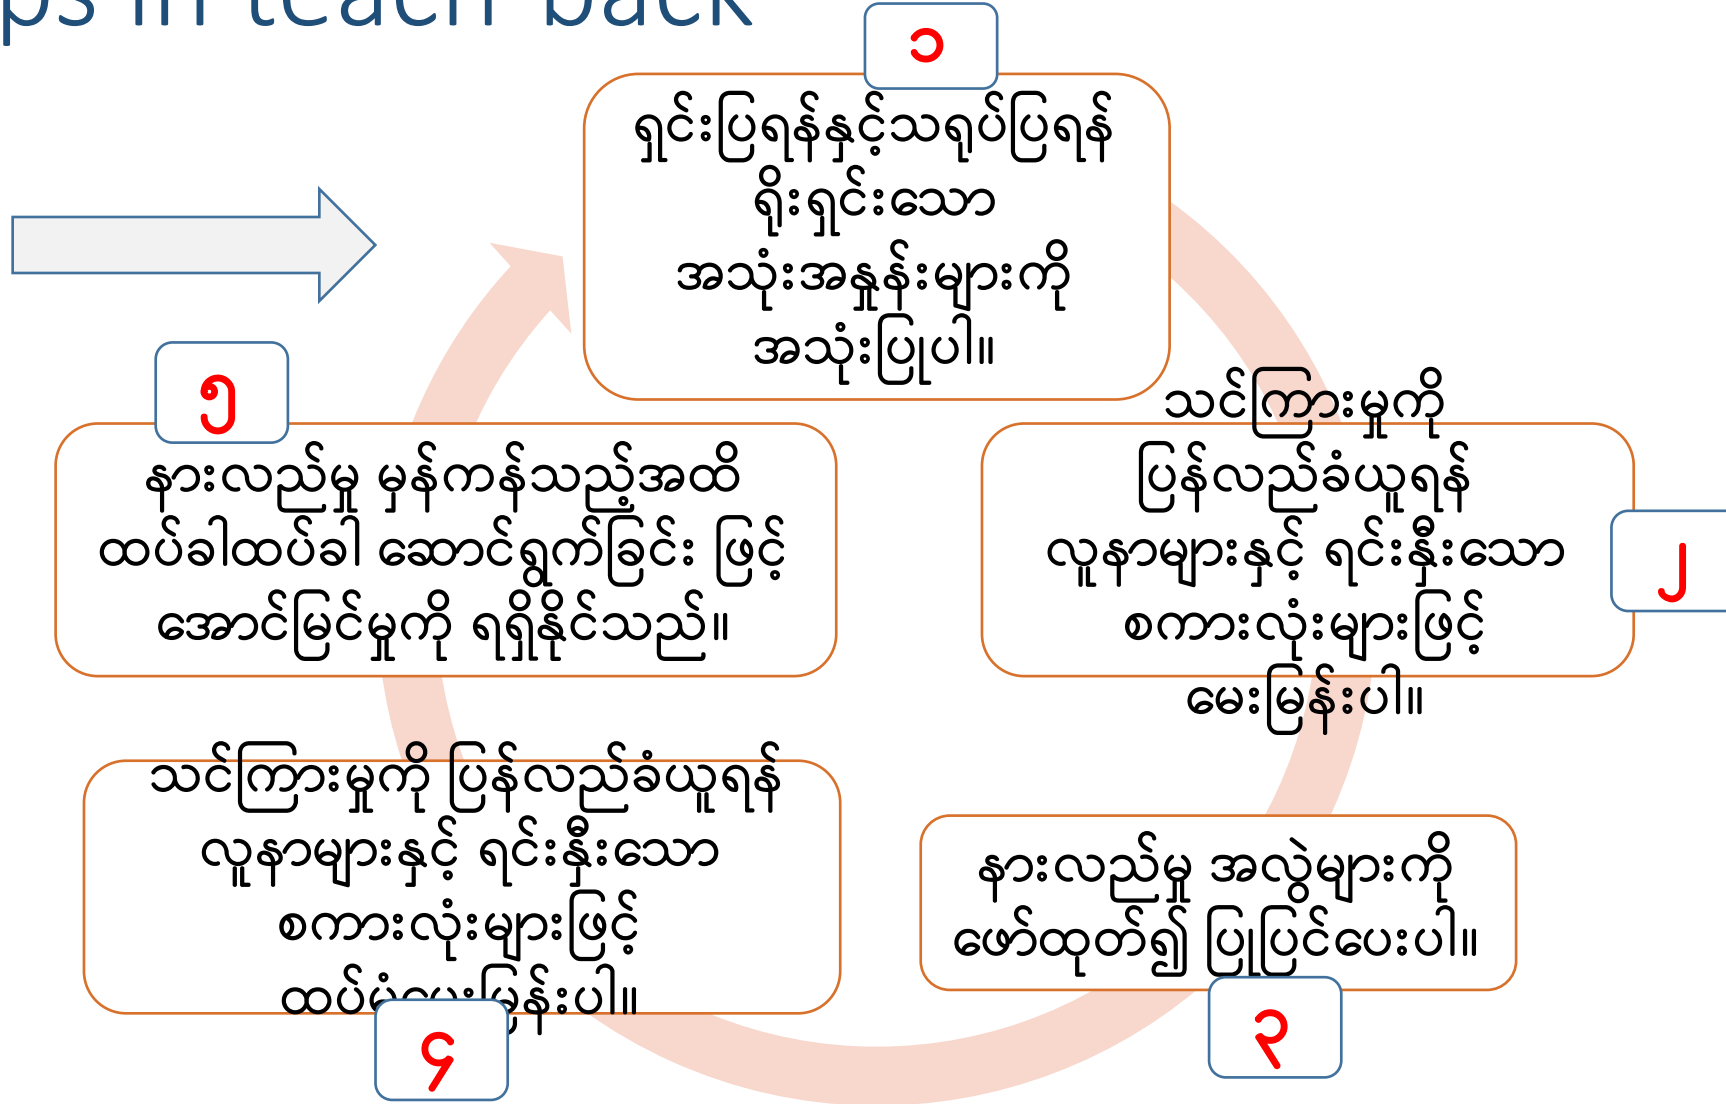 ps in teach back
၁
ရှင်းပြရန်နှင့်သရုပ်ပြရန်
ရိုးရှင်းသော
အသုံးအနှုန်းများကို
အသုံးပြုပါ။
သင်ကြားမှုကို
ပြန်လည်ခံယူရန်
လူနာများနှင့် ရင်းနှီးသော
စကားလုံးများဖြင့်
မေးမြန်းပါ။
၂
နားလည်မှု အလွဲများကို
ဖော်ထုတ်၍ ပြုပြင်ပေးပါ။
၃
သင်ကြားမှုကို ပြန်လည်ခံယူရန်
လူနာများနှင့် ရင်းနှီးသော
စကားလုံးများဖြင့်
ထပ်မံမေးမြန်းပါ။
၄
၅
နားလည်မှု မှန်ကန်သည့်အထိ
ထပ်ခါထပ်ခါ ဆောင်ရွက်ခြင်း ဖြင့်
အောင်မြင်မှုကို ရရှိနိုင်သည်။